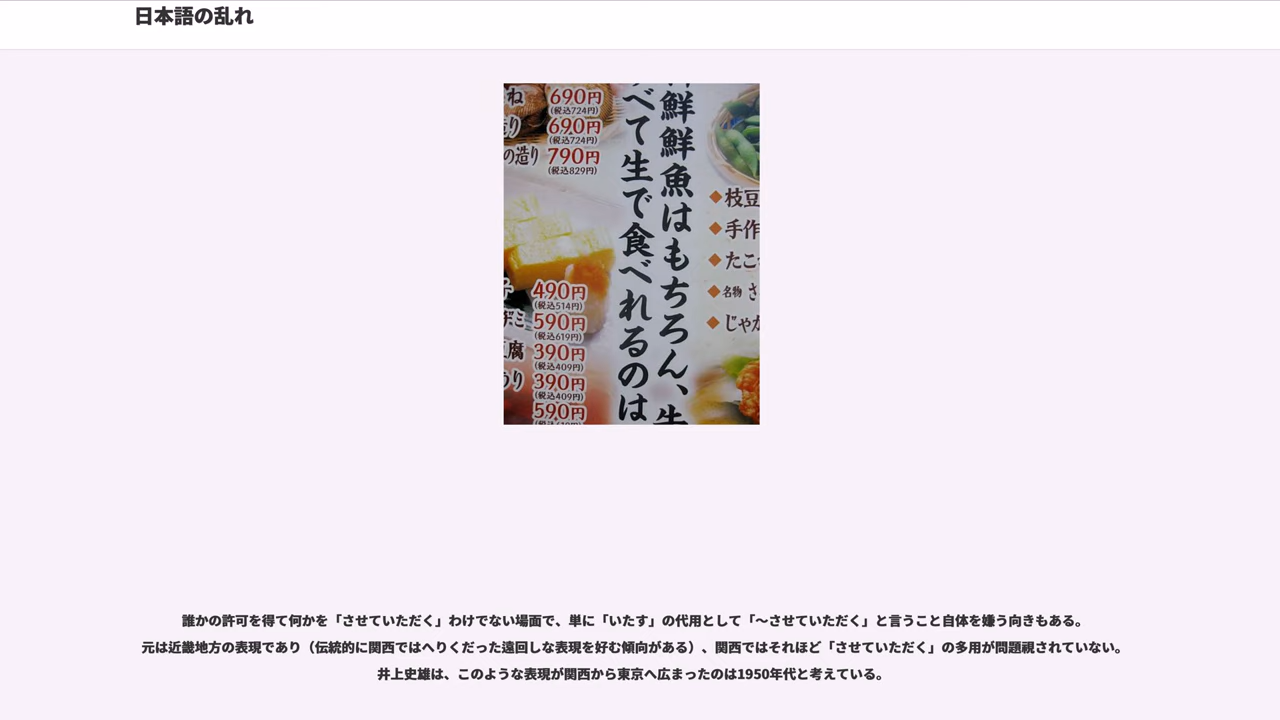 日本語の乱れ
ね 690円
(税込724円)
り 690円
(税込724円)
の造り 790円
(税込829円)
鮮鮮魚はもちろん、
べて生で食べれるのは
◆枝豆
◆手作
◆たこ
◆名物 さ
◆じゃが
490円
(税込514円)
590円
(税込619円)
腐 390円
(税込409円)
うり 390円
(税込409円)
590円
誰かの許可を得て何かを「させていただく」わけでない場面で、単に「いたす」の代用として「〜させていただく」と言うこと自体を嫌う向きもある。
元は近畿地方の表現であり（伝統的に関西ではへりくだった遠回しな表現を好む傾向がある）、関西ではそれほど「させていただく」の多用が問題視されていない。
井上史雄は、このような表現が関西から東京へ広まったのは1950年代と考えている。